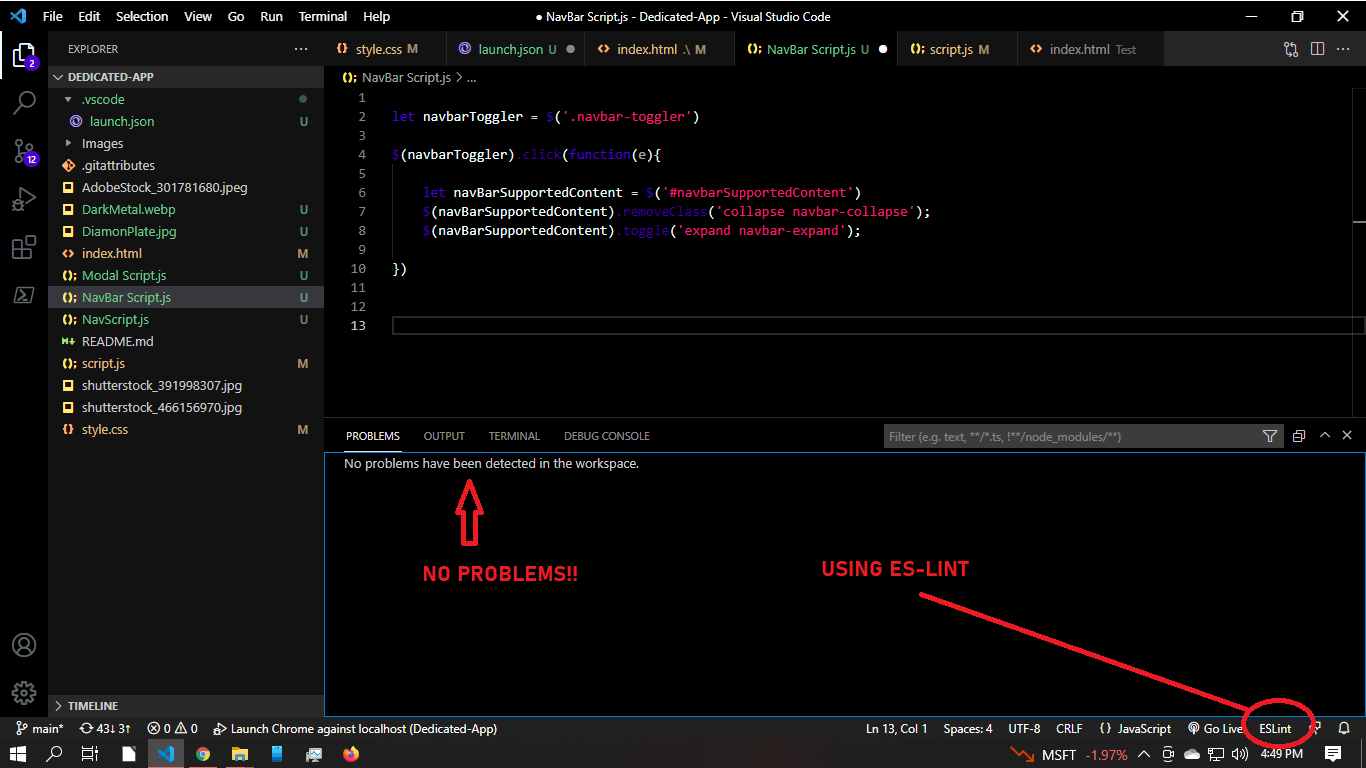 File Edit Selection View Go Run Terminal Help ● NavBar Script.js - Dedicated-App - Visual Studio Code
EXPLORER ···
style.css M launch.json U ● index.html .\ M NavBar Script.js U ● script.js M index.html Test ···
2
DEDICATED-APP
NavBar Script.js > ...
.vscode
launch.json U
Images
12
.gitattributes
AdobeStock_301781680.jpeg
DarkMetal.webp U
DiamonPlate.jpg U
index.html M
Modal Script.js U
NavBar Script.js U
NavScript.js U
README.md
script.js M
shutterstock_391998307.jpg
shutterstock_466156970.jpg
style.css M
TIMELINE
1
2 let navbarToggler = $('.navbar-toggler')
3
4 $(navbarToggler).click(function(e){
5
6 let navBarSupportedContent = $('#navbarSupportedContent')
7 $(navBarSupportedContent).removeClass('collapse navbar-collapse');
8 $(navBarSupportedContent).toggle('expand navbar-expand');
9
10 })
11
12
13
PROBLEMS OUTPUT TERMINAL DEBUG CONSOLE Filter (e.g. text, **/*.ts, !**/node_modules/**)
No problems have been detected in the workspace.
NO PROBLEMS!!
USING ES-LINT
main* 43↓ 3↑ 0 0 Launch Chrome against localhost (Dedicated-App) Ln 13, Col 1 Spaces: 4 UTF-8 CRLF {} JavaScript Go Live ESLint
MSFT -1.97% 4:49 PM